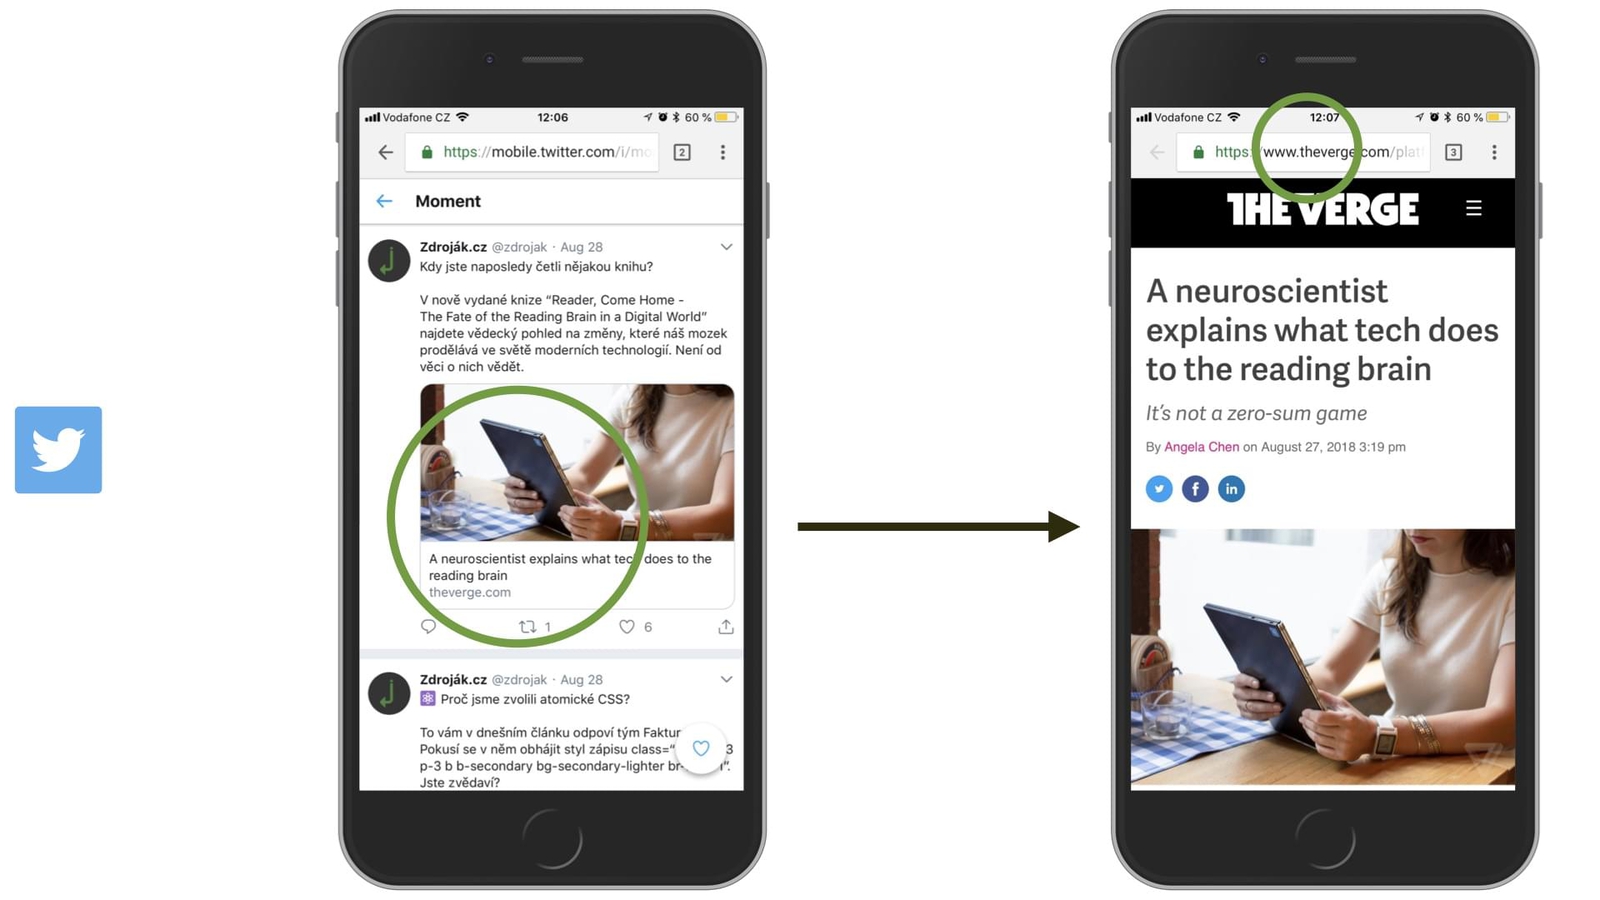 Vodafone CZ
12:06
60 %
https://mobile.twitter.com/i/mo
2
Moment
Zdroják.cz @zdrojak · Aug 28
Kdy jste naposledy četli nějakou knihu?
V nově vydané knize “Reader, Come Home -
The Fate of the Reading Brain in a Digital World“
najdete vědecký pohled na změny, které náš mozek
prodělává ve světě moderních technologií. Není od
věci o nich vědět.
A neuroscientist explains what tech does to the
reading brain
theverge.com
1
6
Zdroják.cz @zdrojak · Aug 28
Proč jsme zvolili atomické CSS?
To vám v dnešním článku odpoví tým Faktur
Pokusí se v něm obhájit styl zápisu class=“ 3
p-3 b b-secondary bg-secondary-lighter br-
Jste zvědaví?
Vodafone CZ
12:07
60 %
https://www.theverge.com/plat
3
THE VERGE
A neuroscientist
explains what tech does
to the reading brain
It’s not a zero-sum game
By Angela Chen on August 27, 2018 3:19 pm